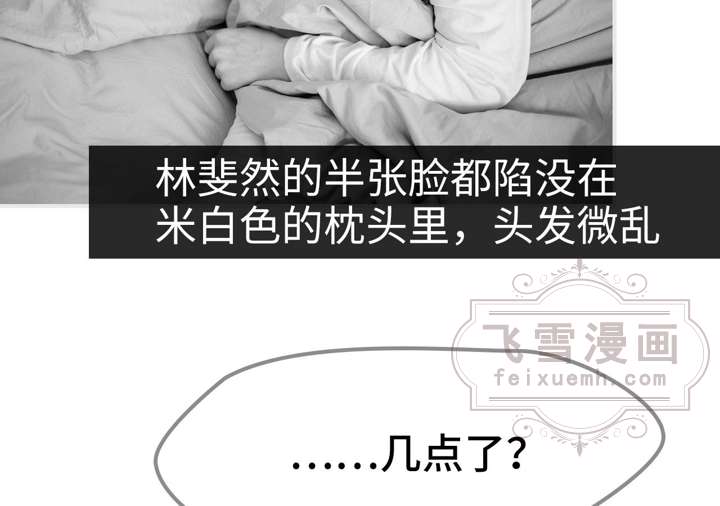 林斐然的半张脸都陷没在
米白色的枕头里，头发微乱
飞雪漫画
feixuemh.com
……几点了？